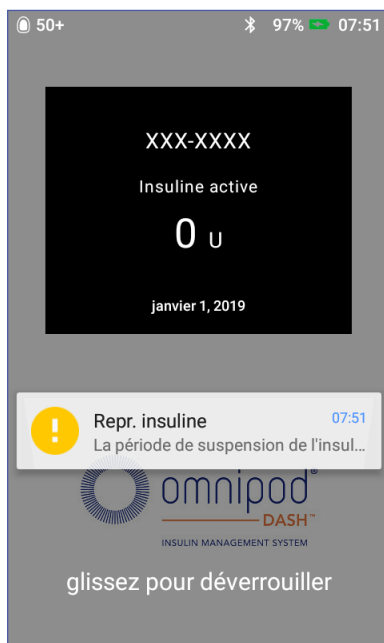 50+ 97% 07:51
XXX-XXXX
Insuline active
0 U
janvier 1, 2019
Repr. insuline 07:51
La période de suspension de l'insul...
omnipod®
DASH™
INSULIN MANAGEMENT SYSTEM
glissez pour déverrouiller